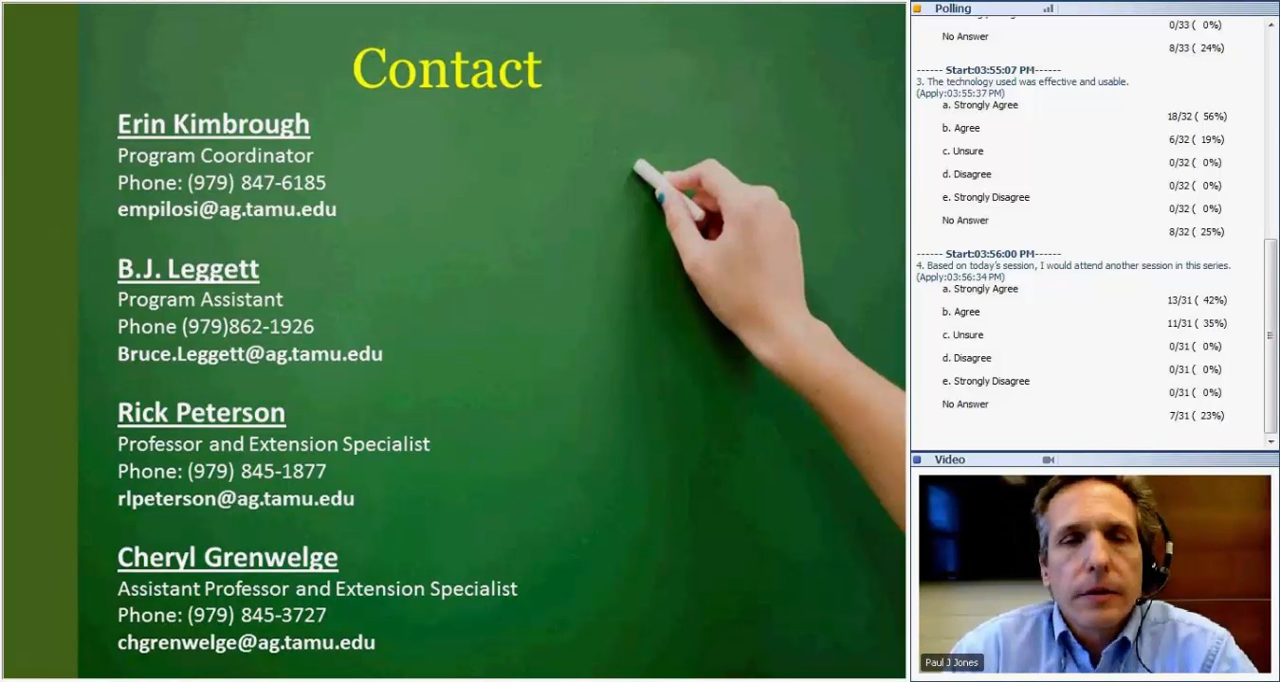 Contact
Erin Kimbrough
Program Coordinator
Phone: (979) 847-6185
empilosi@ag.tamu.edu
B.J. Leggett
Program Assistant
Phone (979)862-1926
Bruce.Leggett@ag.tamu.edu
Rick Peterson
Professor and Extension Specialist
Phone: (979) 845-1877
rlpeterson@ag.tamu.edu
Cheryl Grenwelge
Assistant Professor and Extension Specialist
Phone: (979) 845-3727
chgrenwelge@ag.tamu.edu
Polling
0/33 ( 0%)
No Answer
8/33 ( 24%)
------ Start:03:55:07 PM------
3. The technology used was effective and usable.
(Apply:03:55:37 PM)
a. Strongly Agree
18/32 ( 56%)
b. Agree
6/32 ( 19%)
c. Unsure
0/32 ( 0%)
d. Disagree
0/32 ( 0%)
e. Strongly Disagree
0/32 ( 0%)
No Answer
8/32 ( 25%)
------ Start:03:56:00 PM------
4. Based on today's session, I would attend another session in this series.
(Apply:03:56:34 PM)
a. Strongly Agree
13/31 ( 42%)
b. Agree
11/31 ( 35%)
c. Unsure
0/31 ( 0%)
d. Disagree
0/31 ( 0%)
e. Strongly Disagree
0/31 ( 0%)
No Answer
7/31 ( 23%)
Video
Paul J Jones